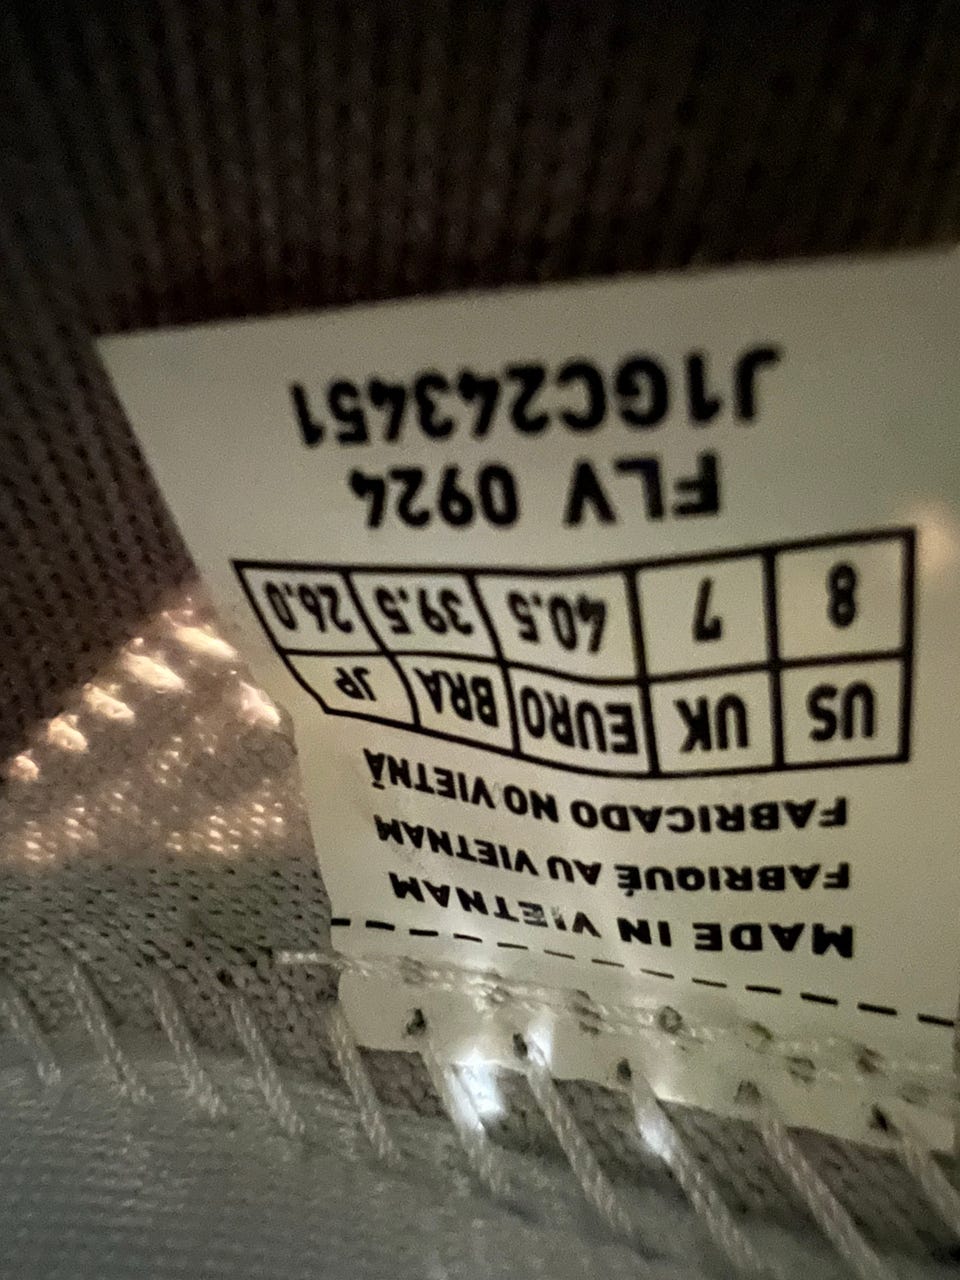 MADE IN VIETNAM
FABRIQUÉ AU VIETNAM
FABRICADO NO VIETNÃ
US UK EURO BRA JP
8 7 40.5 39.5 26.0
FLV 0924
J1GC243451